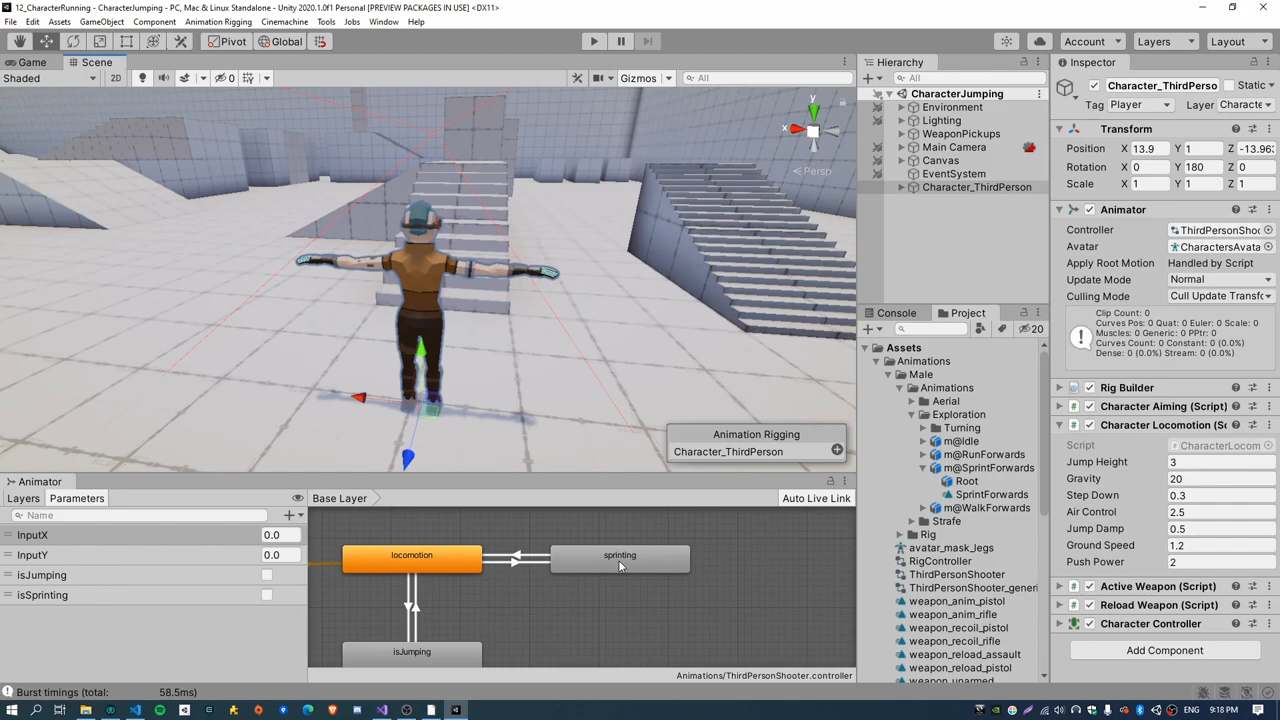 12_CharacterRunning - CharacterJumping - PC, Mac & Linux Standalone - Unity 2020.1.0f1 Personal [PREVIEW PACKAGES IN USE] <DX11>
File Edit Assets GameObject Component Animation Rigging Cinemachine Tools Jobs Window Help
Pivot Global Account Layers Layout
Game Scene
Shaded 2D 0 Gizmos All
y
x
Persp
Animation Rigging
Character_ThirdPerson
Hierarchy
All
CharacterJumping
Environment
Lighting
WeaponPickups
Main Camera
Canvas
EventSystem
Character_ThirdPerson
Console Project
20
Assets
Animations
Male
Animations
Aerial
Exploration
Turning
m@Idle
m@RunForwards
m@SprintForwards
Root
SprintForwards
m@WalkForwards
Strafe
Rig
avatar_mask_legs
RigController
ThirdPersonShooter
ThirdPersonShooter_generi
weapon_anim_pistol
weapon_anim_rifle
weapon_recoil_pistol
weapon_recoil_rifle
weapon_reload_assault
weapon_reload_pistol
weapon_unarmed
Inspector
Character_ThirdPerso Static
Tag Player Layer Characte
Transform
Position X 13.9 Y 1 Z -13.963
Rotation X 0 Y 180 Z 0
Scale X 1 Y 1 Z 1
Animator
Controller ThirdPersonShoo
Avatar CharactersAvata
Apply Root Motion Handled by Script
Update Mode Normal
Culling Mode Cull Update Transfo
Clip Count: 0
Curves Pos: 0 Quat: 0 Euler: 0 Scale: 0
Muscles: 0 Generic: 0 PPtr: 0
Curves Count: 0 Constant: 0 (0.0%)
Dense: 0 (0.0%) Stream: 0 (0.0%)
Rig Builder
Character Aiming (Script)
Character Locomotion (Sc
Script CharacterLocom
Jump Height 3
Gravity 20
Step Down 0.3
Air Control 2.5
Jump Damp 0.5
Ground Speed 1.2
Push Power 2
Active Weapon (Script)
Reload Weapon (Script)
Character Controller
Add Component
Animator
Layers Parameters Base Layer Auto Live Link
Name
InputX 0.0
InputY 0.0
isJumping
isSprinting
locomotion sprinting
isJumping
Animations/ThirdPersonShooter.controller
Burst timings (total: 58.5ms)
9:18 PM